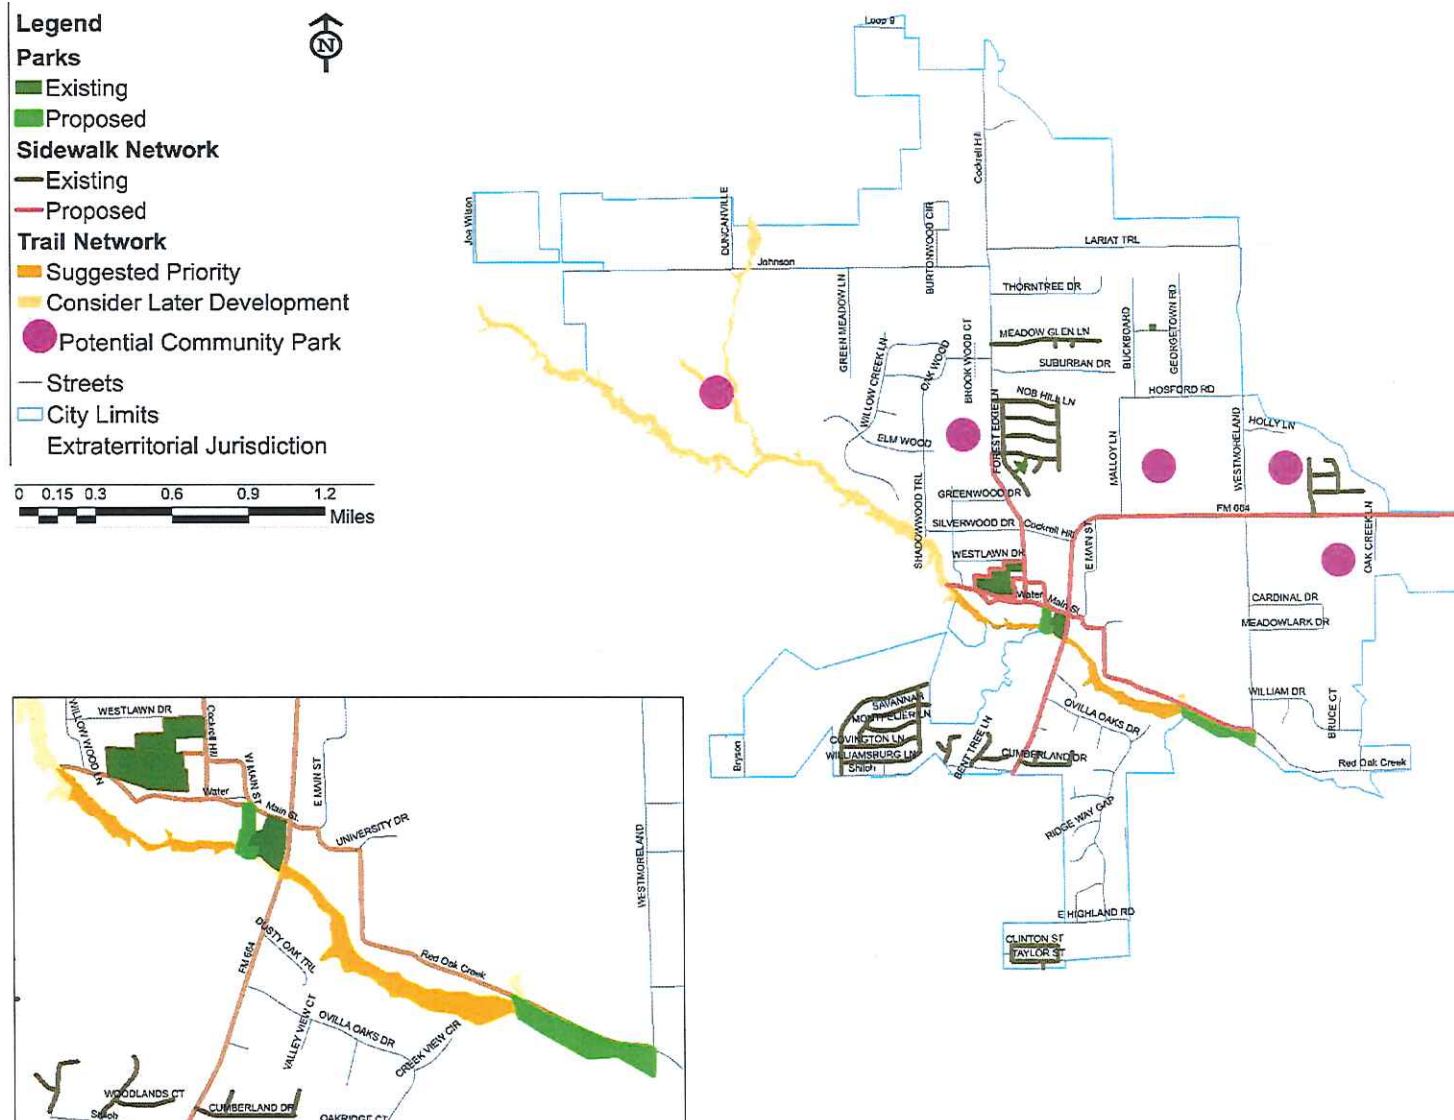 Legend
N
Parks
Existing
Proposed
Sidewalk Network
Existing
Proposed
Trail Network
Suggested Priority
Consider Later Development
Potential Community Park
Streets
City Limits
Extraterritorial Jurisdiction
0 0.15 0.3 0.6 0.9 1.2
Miles
Loop 9
Cockrell Hill
Joe Wilson
DUNCANVILLE
BURTONWOOD CIR
LARIAT TRL
Johnson
THORNTREE DR
GREEN MEADOW LN
BROOK WOOD CT
MEADOW GLEN LN
BUCKBOARD
GEORGETOWN RD
SUBURBAN DR
WILLOW CREEK LN
OAK WOOD
NOB HILL LN
HOSFORD RD
FOREST EDGE LN
ELM WOOD
MALLOY LN
WESTMORELAND
HOLLY LN
GREENWOOD DR
SHADOWWOOD TRL
SILVERWOOD DR
Cockrell Hill
E MAIN ST
FM 664
OAK CREEK LN
WESTLAWN DR
Water
Main St.
CARDINAL DR
MEADOWLARK DR
SAVANNAH
MONTPELIER LN
COVINGTON LN
WILLIAMSBURG LN
Shiloh
Bryson
BENT TREE LN
CUMBERLAND DR
OVILLA OAKS DR
WILLIAM DR
BRUCE CT
Red Oak Creek
RIDGE WAY GAP
E HIGHLAND RD
CLINTON ST
TAYLOR ST
WESTLAWN DR
WILLOW WOOD LN
Cockrell Hill
W MAIN ST
E MAIN ST
Water
Main St.
UNIVERSITY DR
WESTMORELAND
DUSTY OAK TRL
FM 664
Red Oak Creek
VALLEY VIEW CT
OVILLA OAKS DR
CREEK VIEW CIR
WOODLANDS CT
Shiloh
CUMBERLAND DR
OAKRIDGE CT